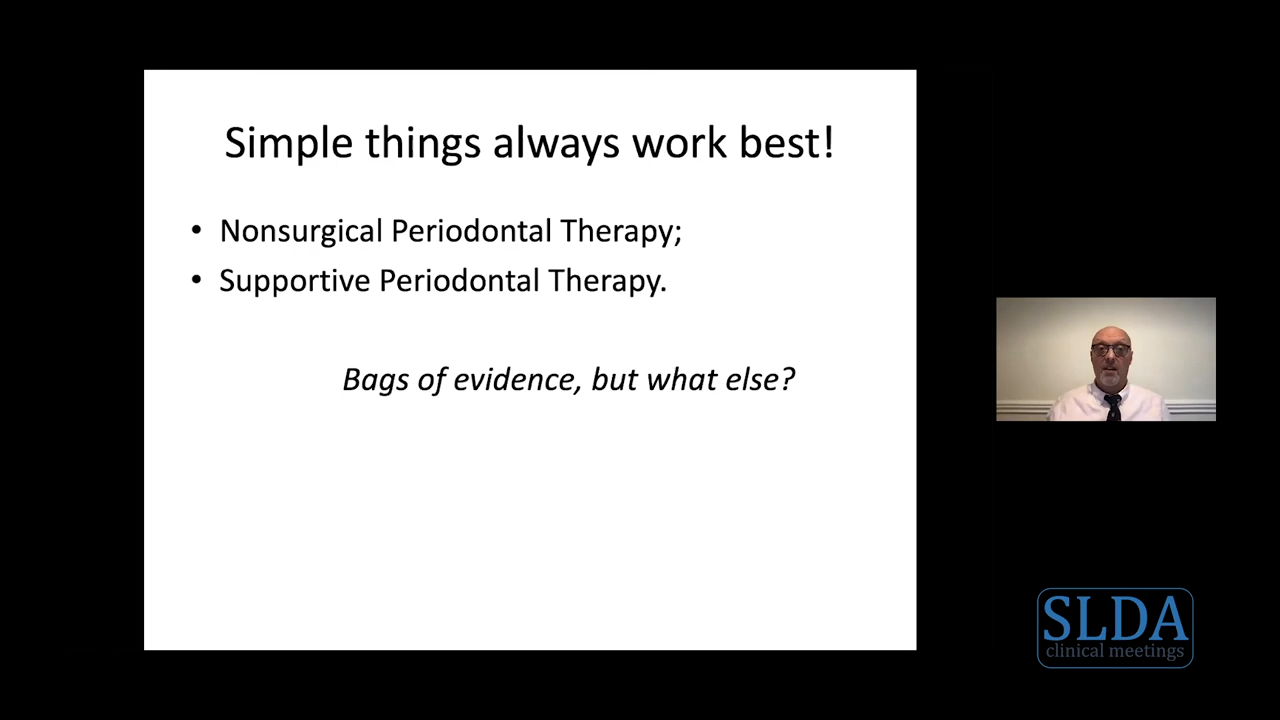 Simple things always work best!
• Nonsurgical Periodontal Therapy;
• Supportive Periodontal Therapy.
Bags of evidence, but what else?
SLDA
clinical meetings